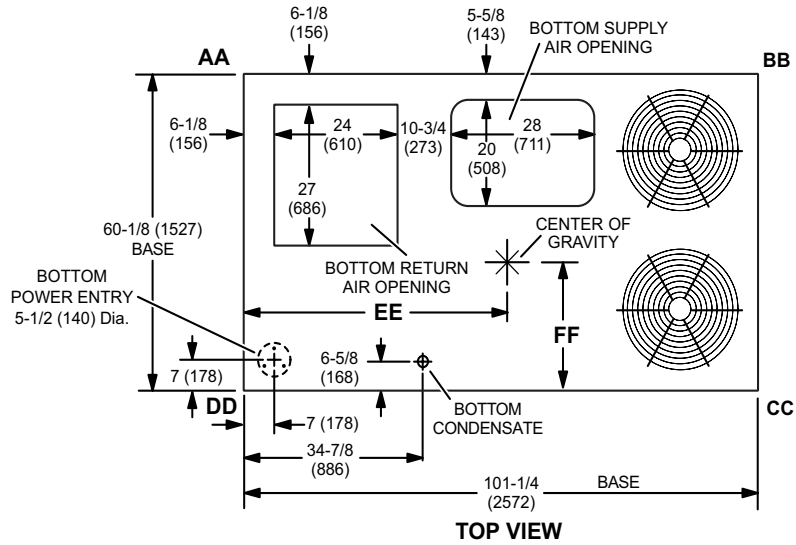 6-1/8
(156)
5-5/8
(143)
BOTTOM SUPPLY
AIR OPENING
AA
BB
6-1/8
(156)
24
(610)
10-3/4
(273)
28
(711)
20
(508)
27
(686)
60-1/8 (1527)
BASE
CENTER OF
GRAVITY
BOTTOM RETURN
AIR OPENING
BOTTOM
POWER ENTRY
5-1/2 (140) Dia.
EE
FF
7 (178)
6-5/8
(168)
DD
7 (178)
BOTTOM
CONDENSATE
CC
34-7/8
(886)
101-1/4
(2572)
BASE
TOP VIEW